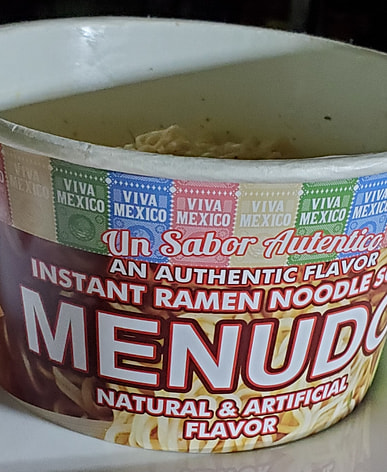 VIVA MEXICO VIVA MEXICO VIVA MEXICO VIVA MEXICO VIVA MEXICO VIVA MEXICO VIVA MEXICO
Un Sabor Autentico
AN AUTHENTIC FLAVOR
INSTANT RAMEN NOODLE S
MENUDO
NATURAL & ARTIFICIAL
FLAVOR